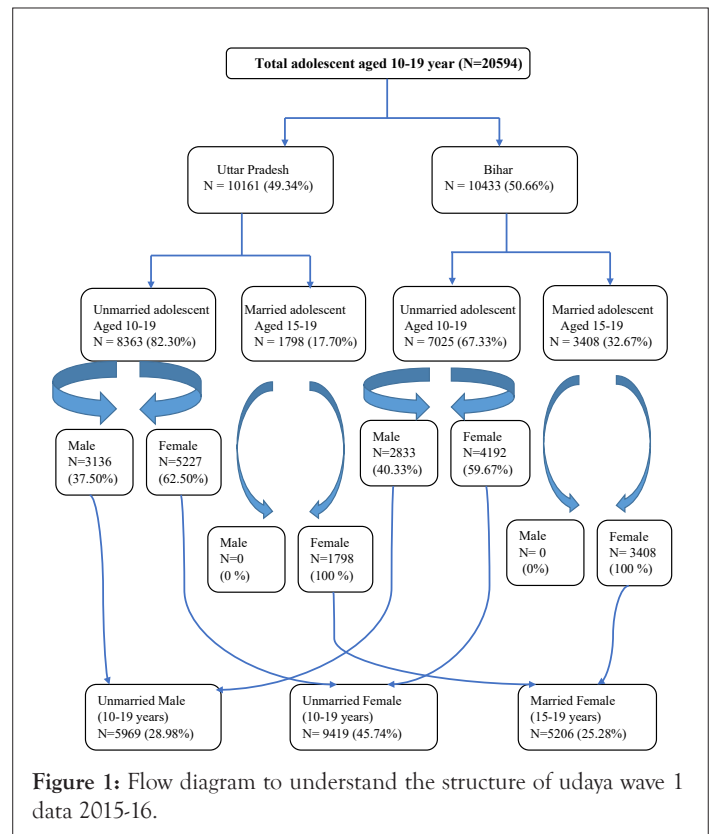 Total adolescent aged 10-19 year (N=20594)
Uttar Pradesh
N = 10161 (49.34%)
Bihar
N = 10433 (50.66%)
Unmarried adolescent
Aged 10-19
N = 8363 (82.30%)
Married adolescent
Aged 15-19
N = 1798 (17.70%)
Unmarried adolescent
Aged 10-19
N = 7025 (67.33%)
Married adolescent
Aged 15-19
N = 3408 (32.67%)
Male
N=3136
(37.50%)
Female
N=5227
(62.50%)
Male
N=2833
(40.33%)
Female
N=4192
(59.67%)
Male
N=0
(0 %)
Female
N=1798
(100 %)
Male
N= 0
(0%)
Female
N= 3408
(100 %)
Unmarried Male
(10-19 years)
N=5969 (28.98%)
Unmarried Female
(10-19 years)
N= 9419 (45.74%)
Married Female
(15-19 years)
N=5206 (25.28%)
Figure 1: Flow diagram to understand the structure of udaya wave 1
data 2015-16.